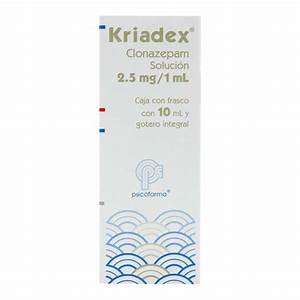 Kriadex®
Clonazepam
Solución
2.5 mg/1 mL
Caja con frasco
con 10 mL y
gotero integral
psicofarma®